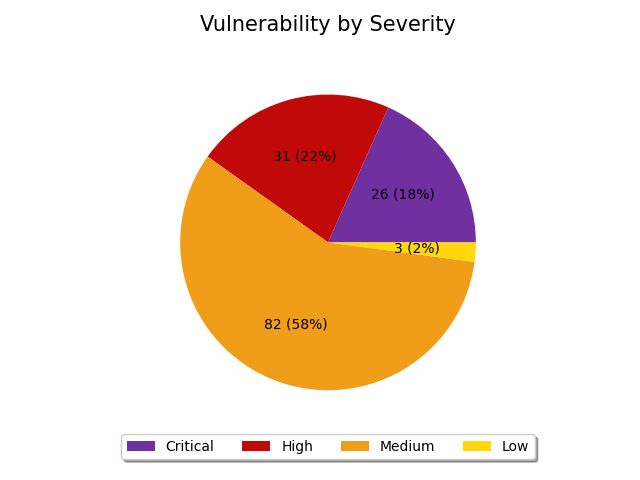 Vulnerability by Severity
31 (22%)
26 (18%)
3 (2%)
82 (58%)
Critical High Medium Low